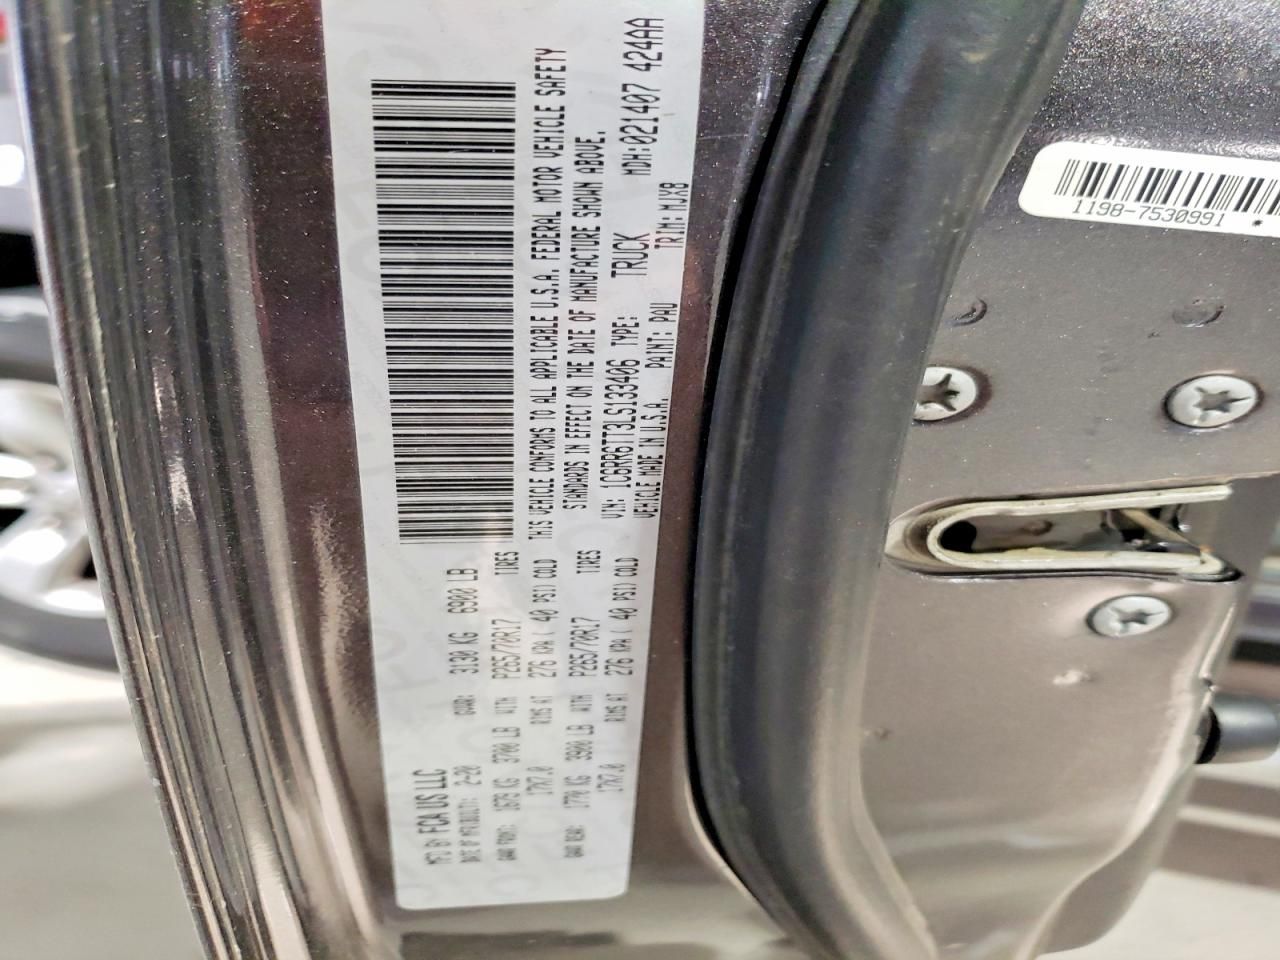 MFD BY FCA US LLC
DATE OF MFR(BUILT): 2-20 GVWR: 3130 KG 6900 LB
GAWR FRONT: 1679 KG 3700 LB WITH P265/70R17 TIRES
17X7.0 RIMS AT 276 KPA( 40 PSI) COLD
GAWR REAR: 1770 KG 3900 LB WITH P265/70R17 TIRES
17X7.0 RIMS AT 276 KPA( 40 PSI) COLD
THIS VEHICLE CONFORMS TO ALL APPLICABLE U.S.A. FEDERAL MOTOR VEHICLE SAFETY
STANDARDS IN EFFECT ON THE DATE OF MANUFACTURE SHOWN ABOVE.
VIN: 1C6RR6TT3LS133406 TYPE: TRUCK MDH:021407 424AA
VEHICLE MADE IN U.S.A. PAINT: PAU TRIM: MJX8
1198-7530991 *